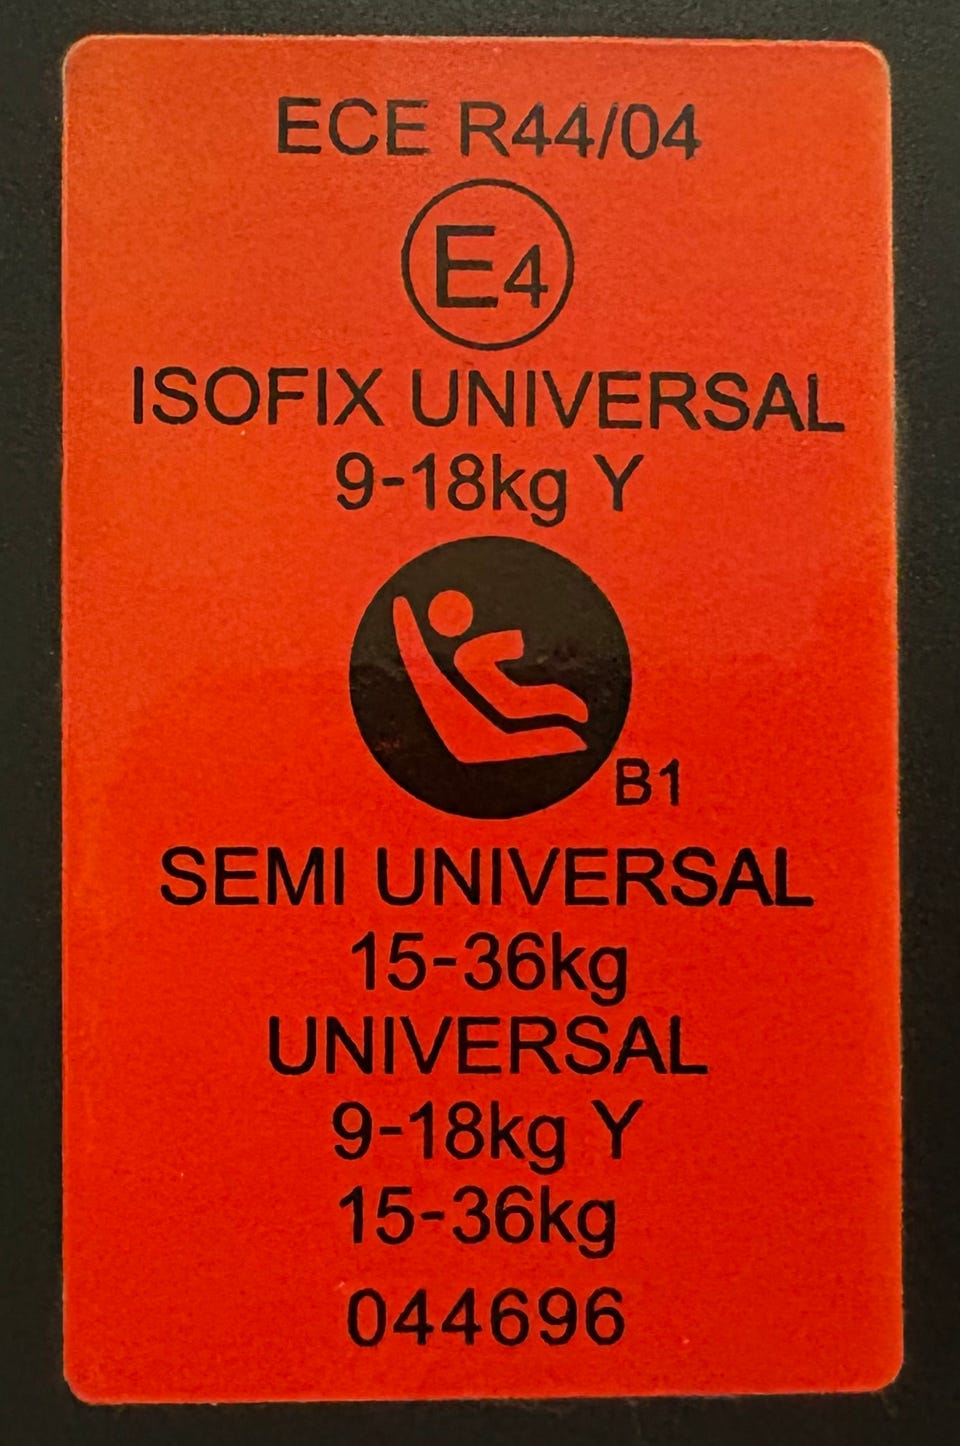 ECE R44/04
E4
ISOFIX UNIVERSAL
9-18kg Y
B1
SEMI UNIVERSAL
15-36kg
UNIVERSAL
9-18kg Y
15-36kg
044696